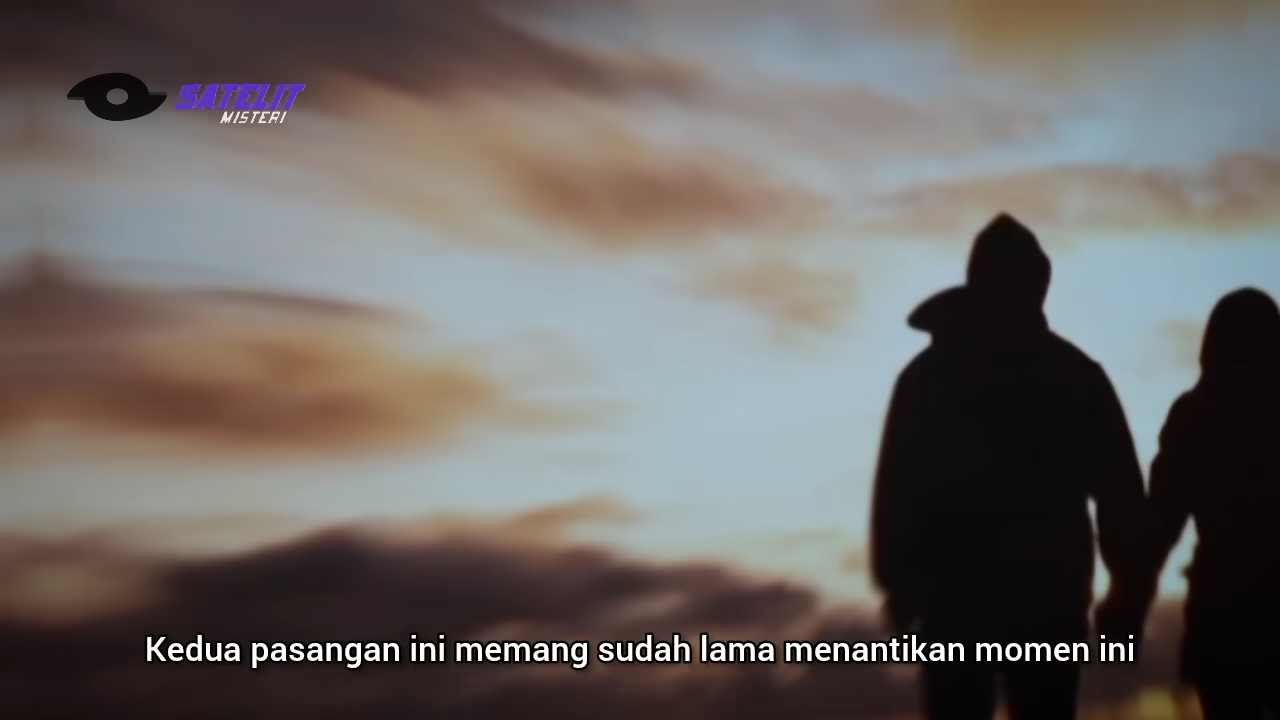 SATELIT
MISTERI
Kedua pasangan ini memang sudah lama menantikan momen ini